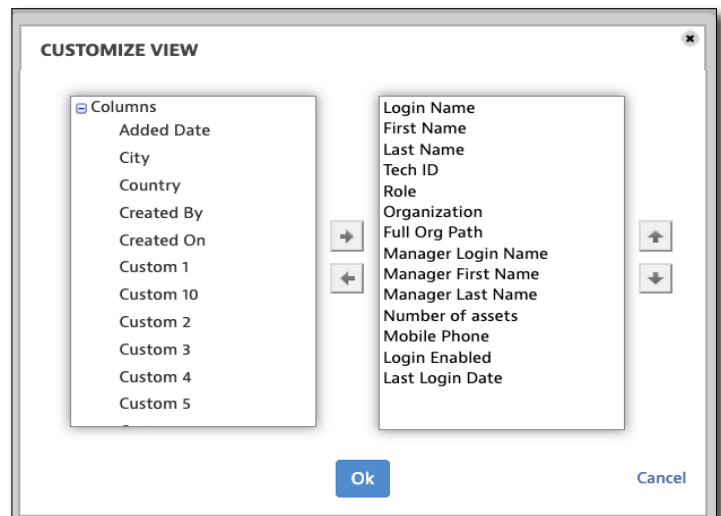 CUSTOMIZE VIEW
Columns
Added Date
City
Country
Created By
Created On
Custom 1
Custom 10
Custom 2
Custom 3
Custom 4
Custom 5
Login Name
First Name
Last Name
Tech ID
Role
Organization
Full Org Path
Manager Login Name
Manager First Name
Manager Last Name
Number of assets
Mobile Phone
Login Enabled
Last Login Date
Ok
Cancel